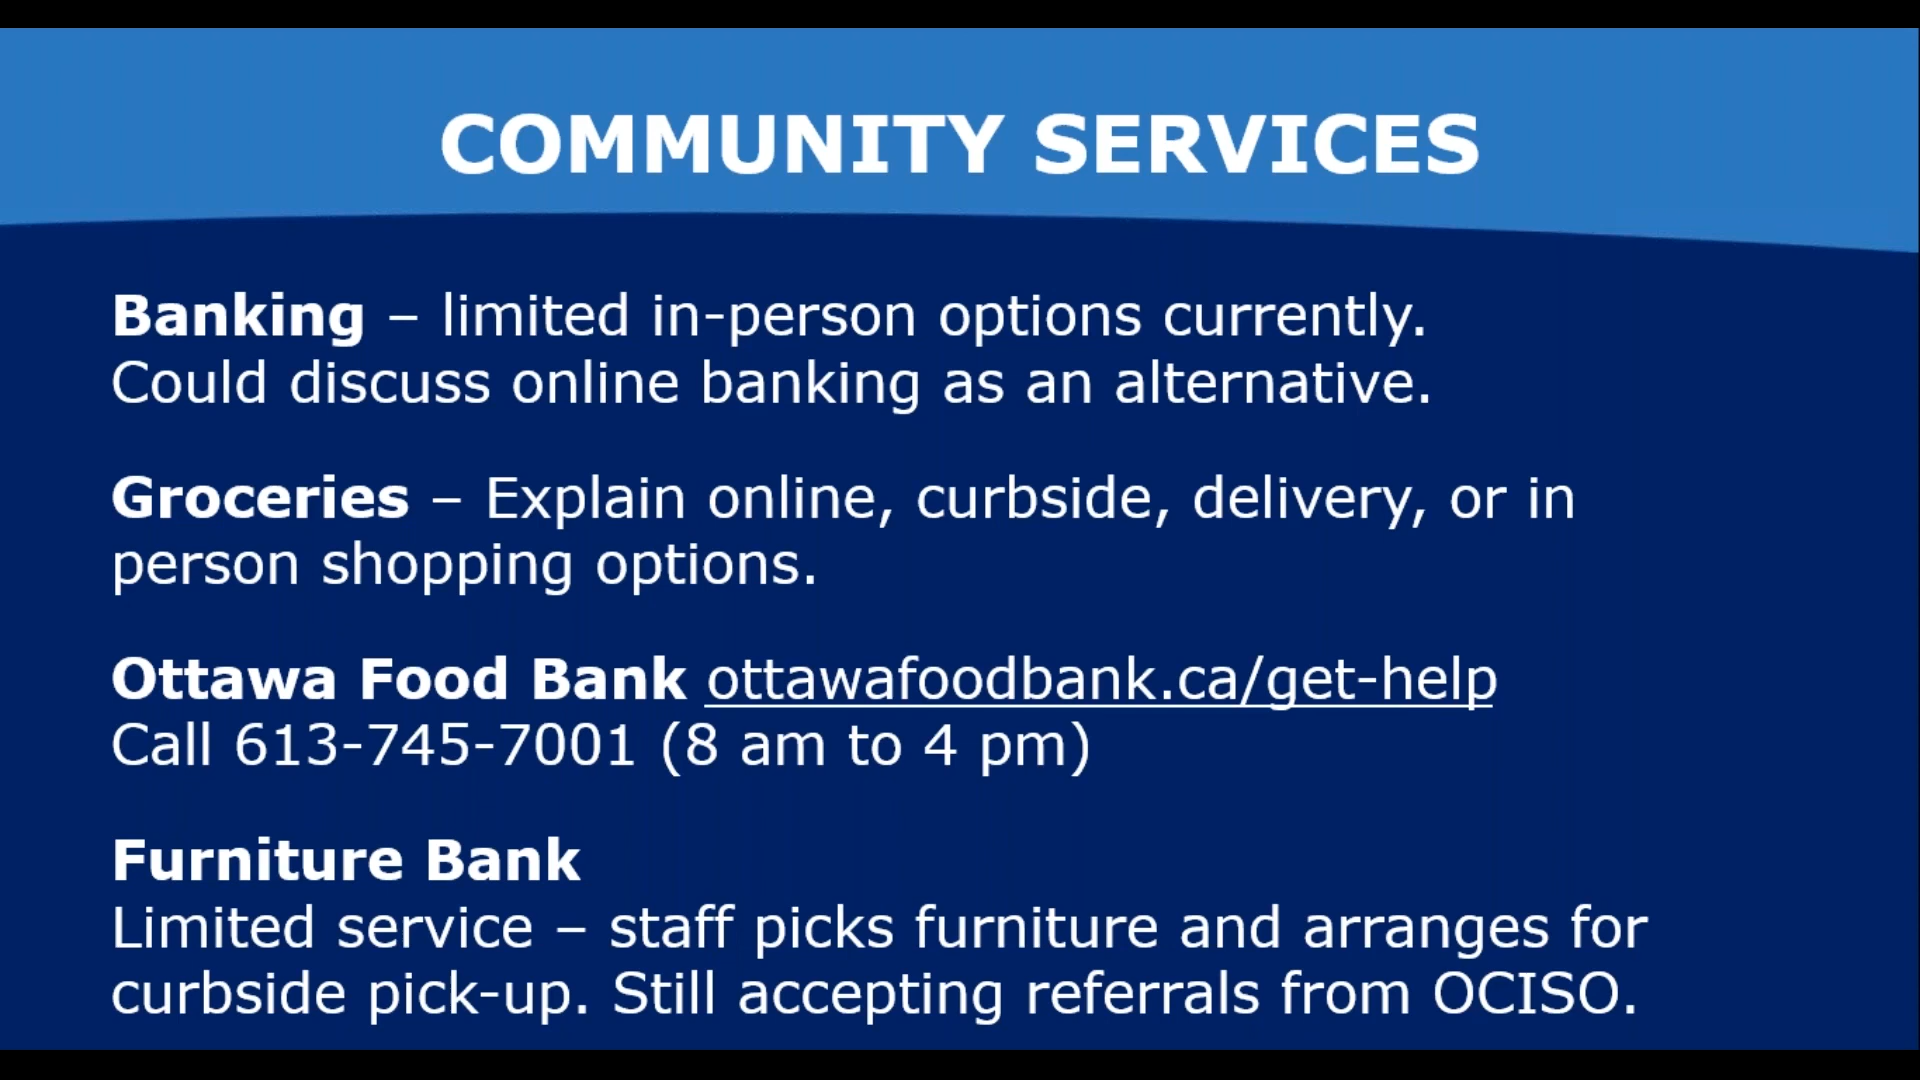 COMMUNITY SERVICES
Banking – limited in-person options currently.
Could discuss online banking as an alternative.
Groceries – Explain online, curbside, delivery, or in
person shopping options.
Ottawa Food Bank ottawafoodbank.ca/get-help
Call 613-745-7001 (8 am to 4 pm)
Furniture Bank
Limited service – staff picks furniture and arranges for
curbside pick-up. Still accepting referrals from OCISO.